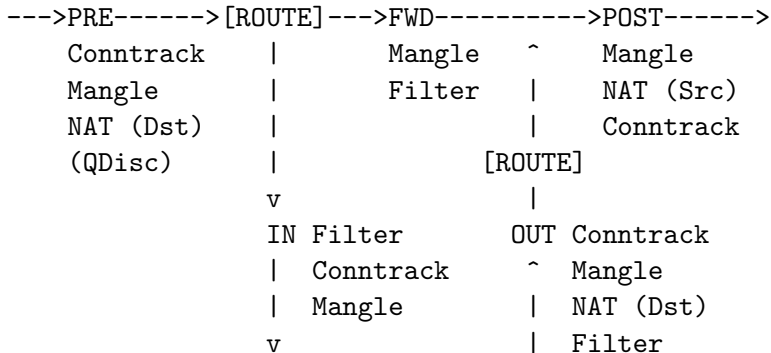 --->PRE------>[ROUTE]--->FWD---------->POST------>
    Conntrack    |       Mangle   ^    Mangle
    Mangle       |       Filter   |    NAT (Src)
    NAT (Dst)    |                |    Conntrack
    (QDisc)      |             [ROUTE]
                 v                |
                 IN Filter       OUT Conntrack
                 |  Conntrack     ^  Mangle
                 |  Mangle        |  NAT (Dst)
                 v                |  Filter